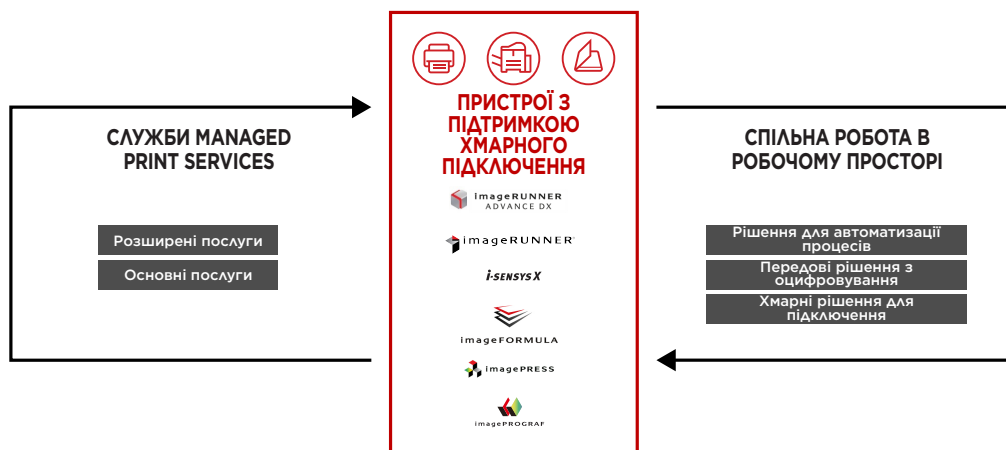 СЛУЖБИ MANAGED
PRINT SERVICES
Розширені послуги
Основні послуги
ПРИСТРОЇ З
ПІДТРИМКОЮ
ХМАРНОГО
ПІДКЛЮЧЕННЯ
imageRUNNER
ADVANCE DX
imageRUNNER
i-SENSYS X
imageFORMULA
imagePRESS
imagePROGRAF
СПІЛЬНА РОБОТА В
РОБОЧОМУ ПРОСТОРІ
Рішення для автоматизації
процесів
Передові рішення з
оцифровування
Хмарні рішення для
підключення